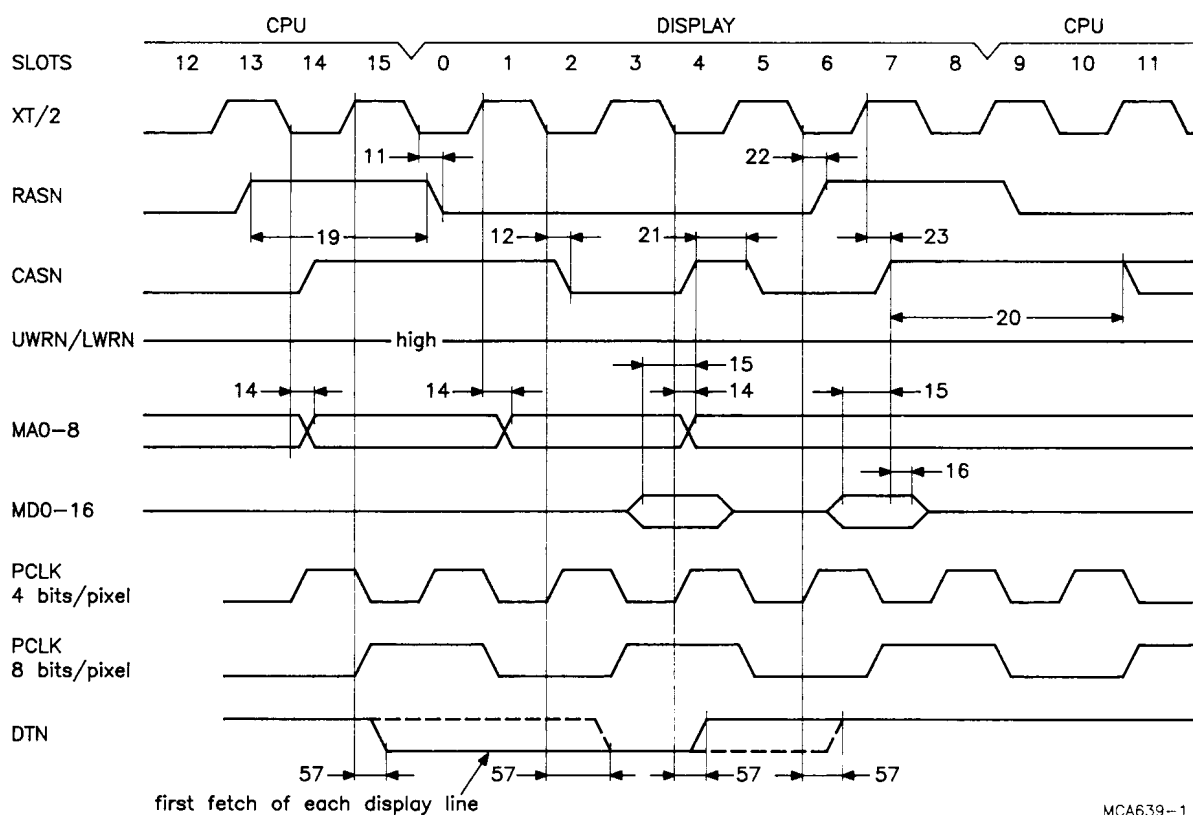 CPU DISPLAY CPU
SLOTS 12 13 14 15 0 1 2 3 4 5 6 7 8 9 10 11
XT/2
11 22
RASN
19 12 21 23
CASN
20
UWRN/LWRN high
15
14 14 14 15
MA0-8
16
MD0-16
PCLK
4 bits/pixel
PCLK
8 bits/pixel
DTN
57 57 57 57
first fetch of each display line
MCA639-1